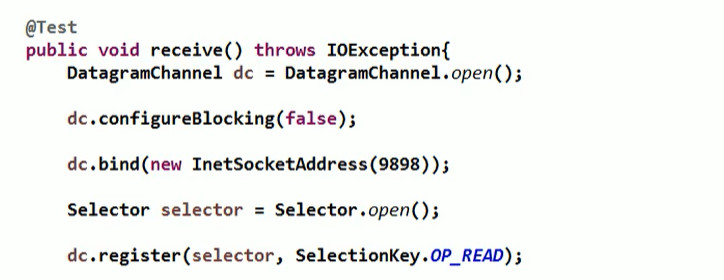 @Test
public void receive() throws IOException{
DatagramChannel dc = DatagramChannel.open();
dc.configureBlocking(false);
dc.bind(new InetSocketAddress(9898));
Selector selector = Selector.open();
dc.register(selector, SelectionKey.OP_READ);